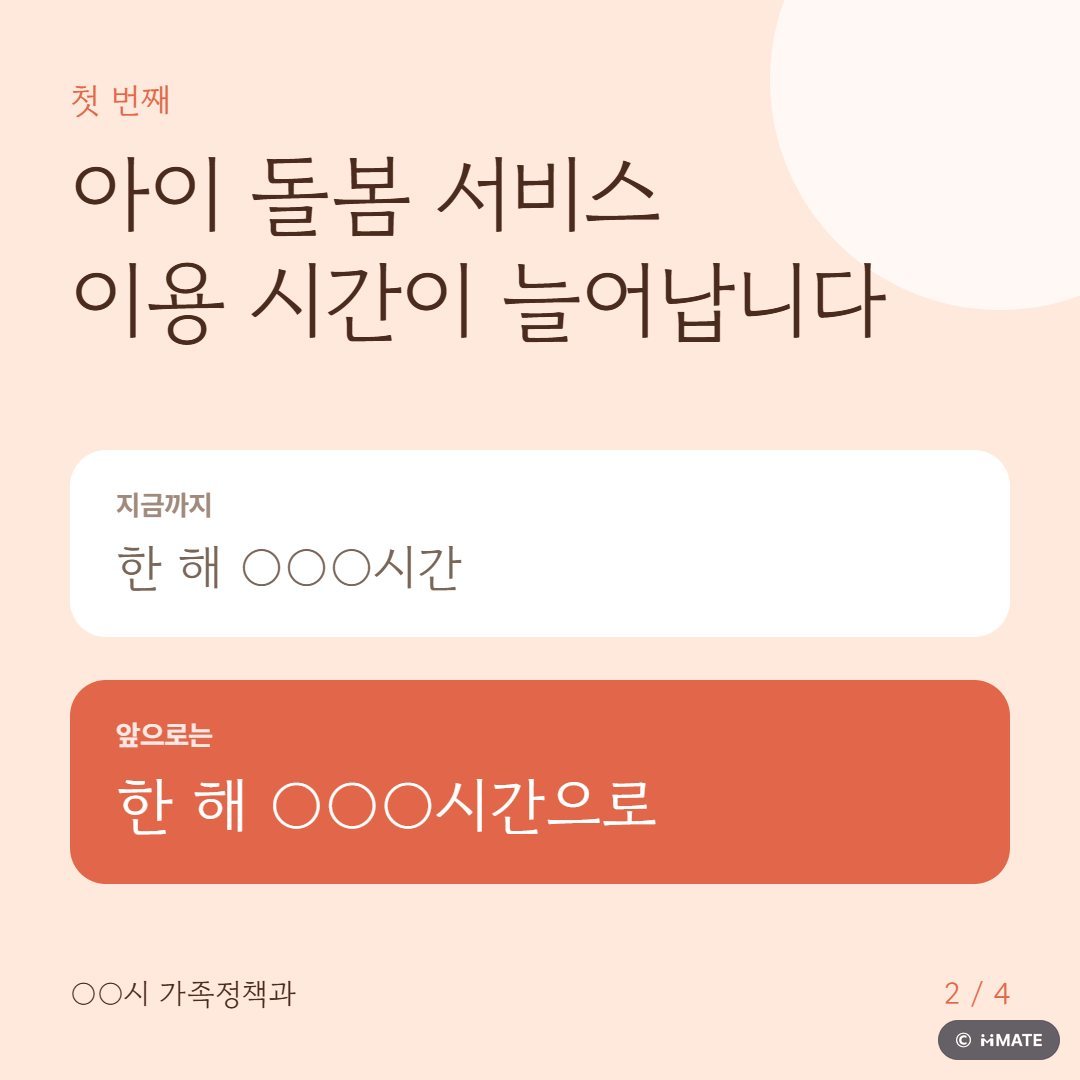 첫 번째
아이 돌봄 서비스
이용 시간이 늘어납니다
지금까지
한 해 ○○○시간
앞으로는
한 해 ○○○시간으로
○○시 가족정책과
2 / 4
© MMATE